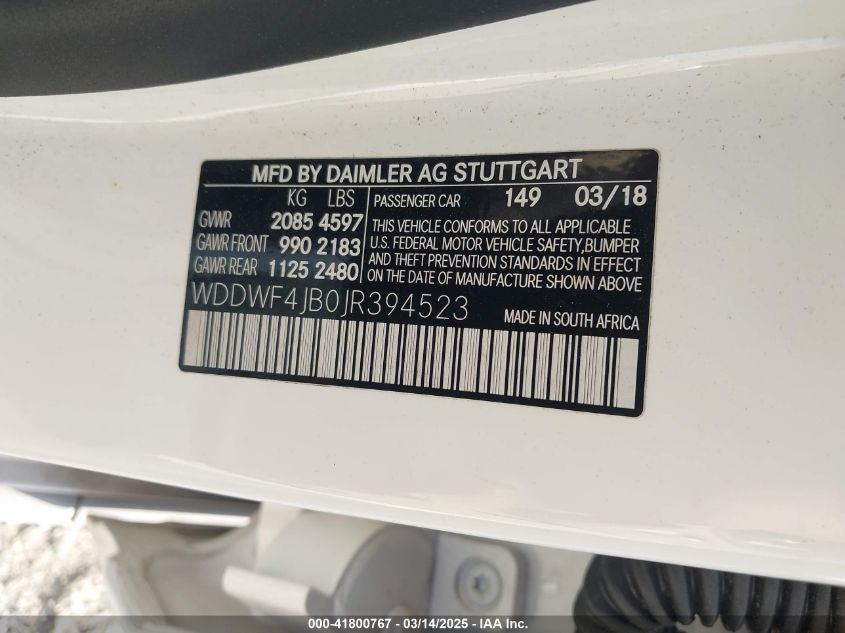 MFD BY DAIMLER AG STUTTGART
KG LBS
GVWR 2085 4597
GAWR FRONT 990 2183
GAWR REAR 1125 2480
PASSENGER CAR 149 03/18
THIS VEHICLE CONFORMS TO ALL APPLICABLE
U.S. FEDERAL MOTOR VEHICLE SAFETY,BUMPER
AND THEFT PREVENTION STANDARDS IN EFFECT
ON THE DATE OF MANUFACTURE SHOWN ABOVE
WDDWF4JB0JR394523
MADE IN SOUTH AFRICA
000-41800767 - 03/14/2025 - IAA Inc.